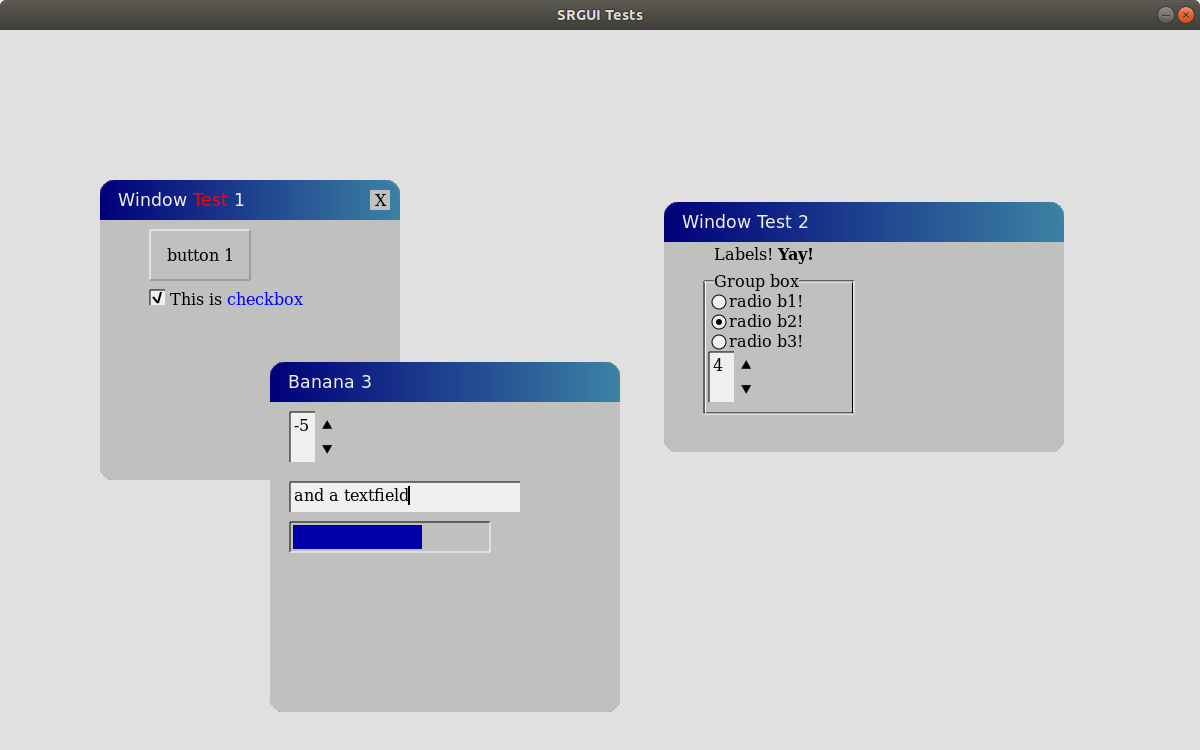 SRGUI Tests
Window Test 1
X
button 1
This is checkbox
Banana 3
-5
and a textfield
Window Test 2
Labels! Yay!
Group box
radio b1!
radio b2!
radio b3!
4